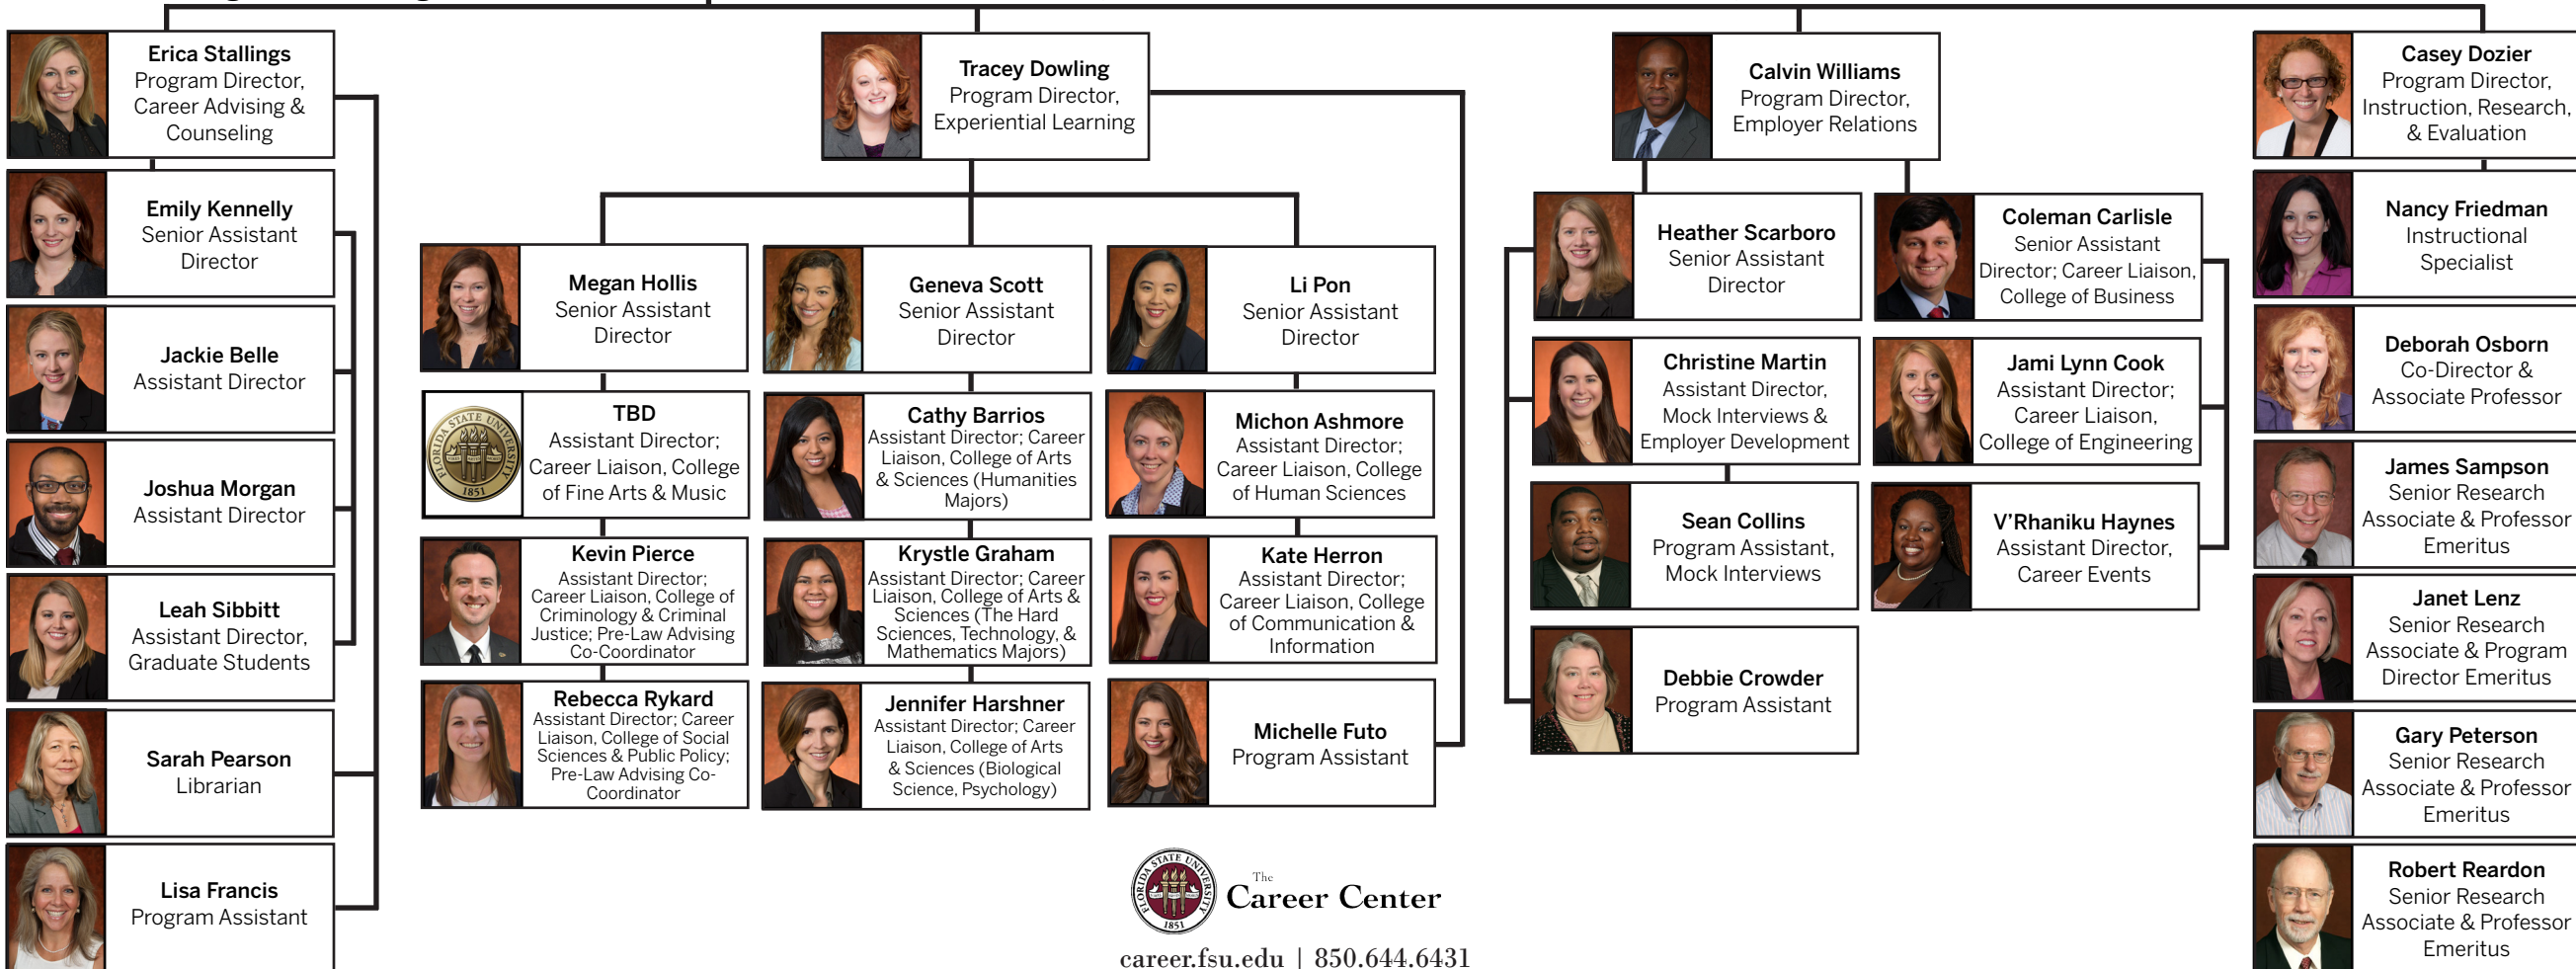 Erica Stallings
Program Director,
Career Advising &
Counseling
Emily Kennelly
Senior Assistant
Director
Jackie Belle
Assistant Director
Joshua Morgan
Assistant Director
Leah Sibbitt
Assistant Director,
Graduate Students
Sarah Pearson
Librarian
Lisa Francis
Program Assistant
Tracey Dowling
Program Director,
Experiential Learning
Megan Hollis
Senior Assistant
Director
TBD
Assistant Director;
Career Liaison, College
of Fine Arts & Music
FLORIDA STATE UNIVERSITY
1851
Kevin Pierce
Assistant Director;
Career Liaison, College of
Criminology & Criminal
Justice; Pre-Law Advising
Co-Coordinator
Rebecca Rykard
Assistant Director; Career
Liaison, College of Social
Sciences & Public Policy;
Pre-Law Advising Co-
Coordinator
Geneva Scott
Senior Assistant
Director
Cathy Barrios
Assistant Director; Career
Liaison, College of Arts
& Sciences (Humanities
Majors)
Krystle Graham
Assistant Director; Career
Liaison, College of Arts &
Sciences (The Hard
Sciences, Technology, &
Mathematics Majors)
Jennifer Harshner
Assistant Director; Career
Liaison, College of Arts
& Sciences (Biological
Science, Psychology)
Li Pon
Senior Assistant
Director
Michon Ashmore
Assistant Director;
Career Liaison, College
of Human Sciences
Kate Herron
Assistant Director;
Career Liaison, College
of Communication &
Information
Michelle Futo
Program Assistant
Calvin Williams
Program Director,
Employer Relations
Heather Scarboro
Senior Assistant
Director
Christine Martin
Assistant Director,
Mock Interviews &
Employer Development
Sean Collins
Program Assistant,
Mock Interviews
Debbie Crowder
Program Assistant
Coleman Carlisle
Senior Assistant
Director; Career Liaison,
College of Business
Jami Lynn Cook
Assistant Director;
Career Liaison,
College of Engineering
V'Rhaniku Haynes
Assistant Director,
Career Events
Casey Dozier
Program Director,
Instruction, Research,
& Evaluation
Nancy Friedman
Instructional
Specialist
Deborah Osborn
Co-Director &
Associate Professor
James Sampson
Senior Research
Associate & Professor
Emeritus
Janet Lenz
Senior Research
Associate & Program
Director Emeritus
Gary Peterson
Senior Research
Associate & Professor
Emeritus
Robert Reardon
Senior Research
Associate & Professor
Emeritus
FLORIDA STATE UNIVERSITY
1851
The
Career Center
career.fsu.edu | 850.644.6431